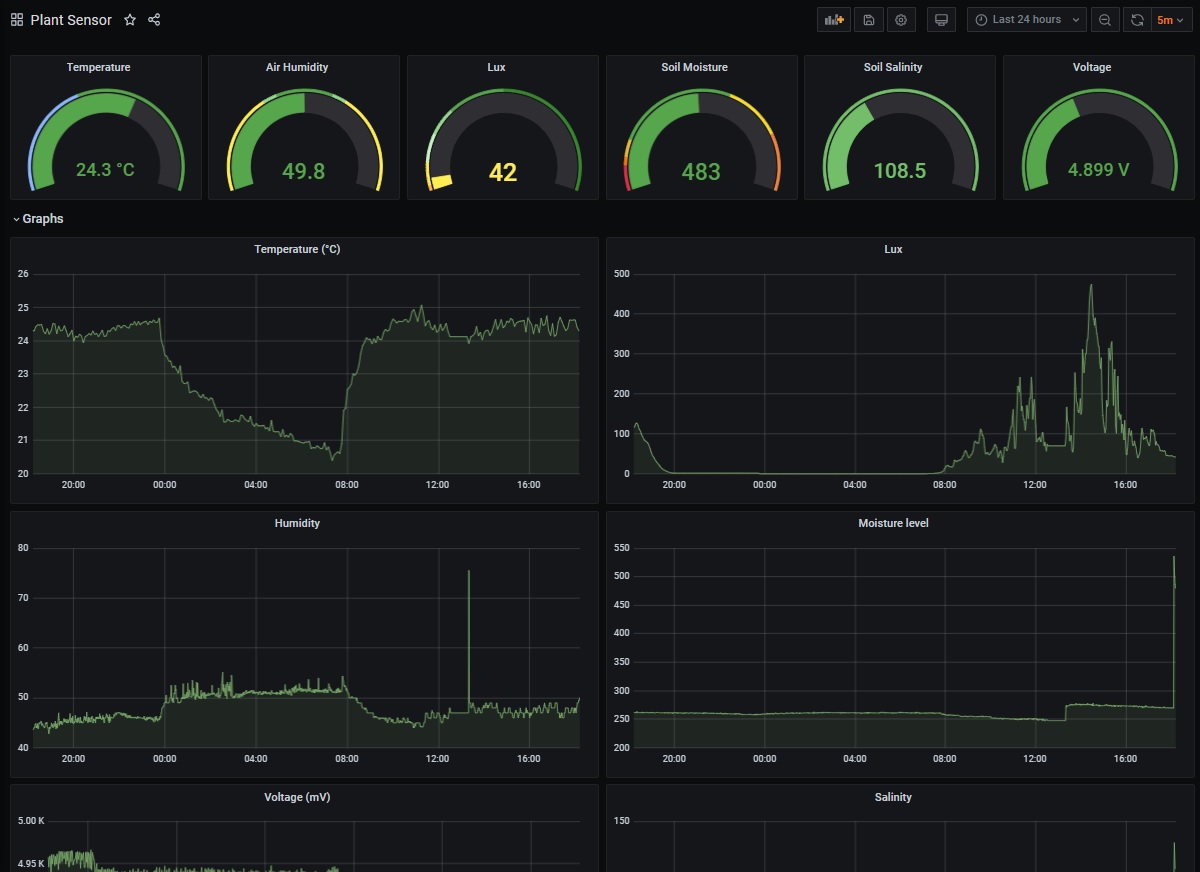 Plant Sensor
Last 24 hours
5m
Temperature Air Humidity Lux Soil Moisture Soil Salinity Voltage
24.3 °C 49.8 42 483 108.5 4.899 V
Graphs
Temperature (°C)
26
25
24
23
22
21
20
20:00 00:00 04:00 08:00 12:00 16:00
Lux
500
400
300
200
100
0
20:00 00:00 04:00 08:00 12:00 16:00
Humidity
80
70
60
50
40
20:00 00:00 04:00 08:00 12:00 16:00
Moisture level
550
500
450
400
350
300
250
200
20:00 00:00 04:00 08:00 12:00 16:00
Voltage (mV)
5.00 K
4.95 K
Salinity
150